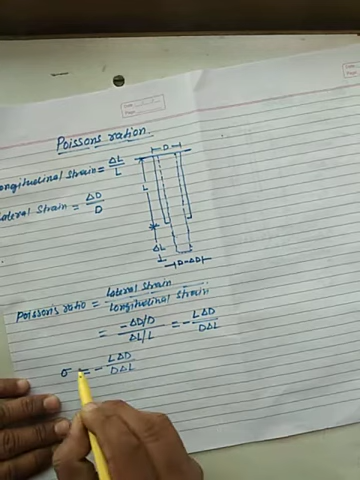 Poissons ration
D
Longitudinal strain = ΔL/L
L
Lateral strain = ΔD/D
ΔL
D-ΔD
Poisson's ratio = Lateral strain / Longitudinal strain
= -ΔD/D / ΔL/L = - LΔD / DΔL
σ = - LΔD / DΔL